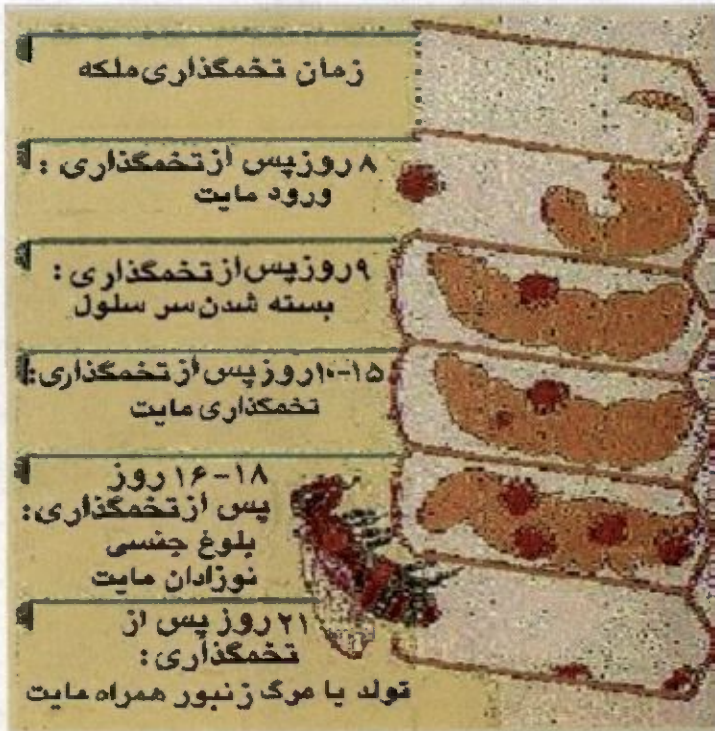 زمان تخمگذاری ملکه
۸ روز پس از تخمگذاری :
ورود مایت
۹ روز پس از تخمگذاری :
بسته شدن سر سلول
۱۰-۱۵ روز پس از تخمگذاری:
تخمگذاری مایت
۱۶-۱۸ روز
پس از تخمگذاری:
بلوغ جنسی
نوزادان مایت
۲۱ روز پس از
تخمگذاری:
تولد یا مرگ زنبور همراه مایت